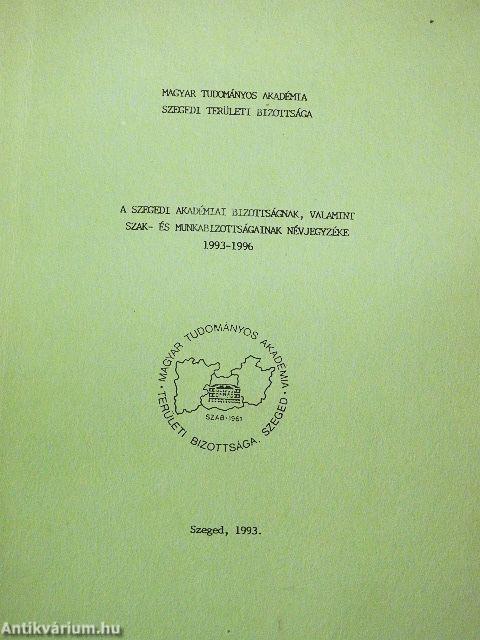 MAGYAR TUDOMÁNYOS AKADÉMIA
SZEGEDI TERÜLETI BIZOTTSÁGA
A SZEGEDI AKADÉMIAI BIZOTTSÁGNAK, VALAMINT
SZAK- ÉS MUNKABIZOTTSÁGAINAK NÉVJEGYZÉKE
1993-1996
· MAGYAR TUDOMÁNYOS AKADÉMIA ·
TERÜLETI BIZOTTSÁGA. SZEGED
SZAB·1961
Szeged, 1993.
Antikvárium.hu